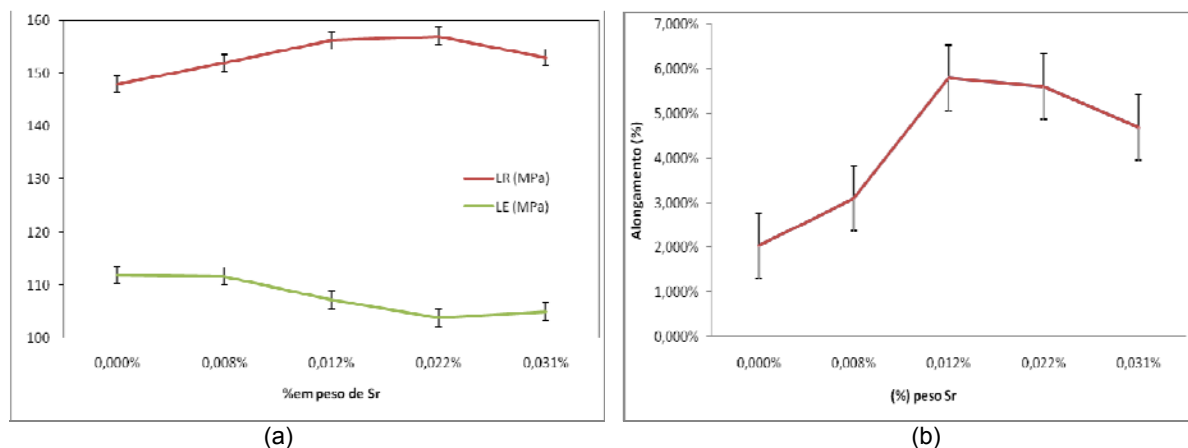 160
150
140
130
120
110
100
LR (MPa)
LE (MPa)
0,000% 0,008% 0,012% 0,022% 0,031%
%em peso de Sr
(a)
7,000%
6,000%
5,000%
4,000%
3,000%
2,000%
1,000%
0,000%
Alongamento (%)
0,000% 0,008% 0,012% 0,022% 0,031%
(%) peso Sr
(b)